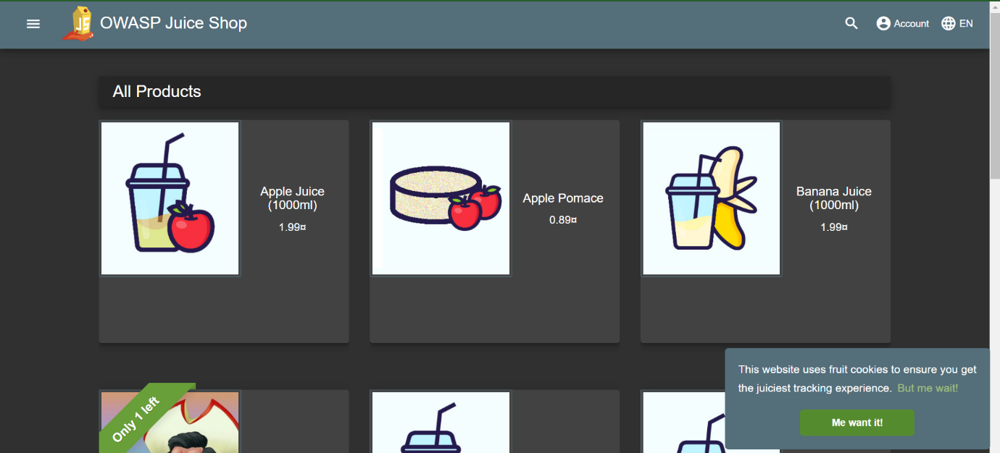 OWASP Juice Shop
Account
EN
All Products
Apple Juice
(1000ml)
1.99¤
Apple Pomace
0.89¤
Banana Juice
(1000ml)
1.99¤
Only 1 left
This website uses fruit cookies to ensure you get
the juiciest tracking experience. But me wait!
Me want it!